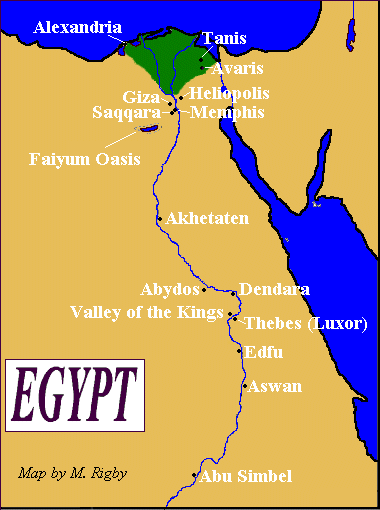 Alexandria
Tanis
Avaris
Giza
Heliopolis
Saqqara
Memphis
Faiyum Oasis
Akhetaten
Abydos
Dendara
Valley of the Kings
Thebes (Luxor)
Edfu
EGYPT
Aswan
Map by M. Rigby
Abu Simbel